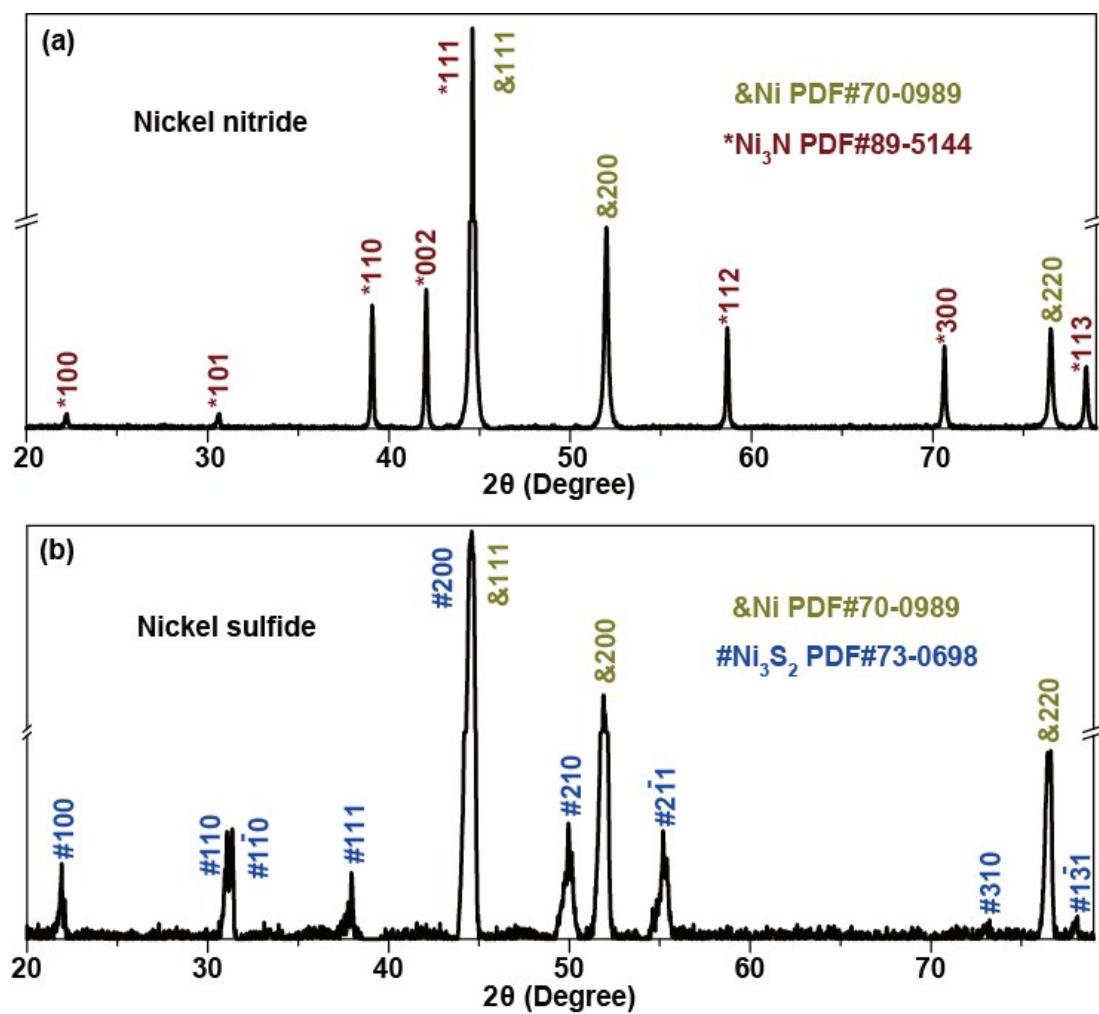 (a)
Nickel nitride
&Ni PDF#70-0989
*Ni₃N PDF#89-5144
*100
*101
*110
*002
*111
&111
&200
*112
*300
&220
*113
20 30 40 50 60 70
2θ (Degree)
(b)
Nickel sulfide
&Ni PDF#70-0989
#Ni₃S₂ PDF#73-0698
#100
#110
#11̄0
#111
#200
&111
#210
&200
#21̄1
#310
&220
#13̄1
20 30 40 50 60 70
2θ (Degree)